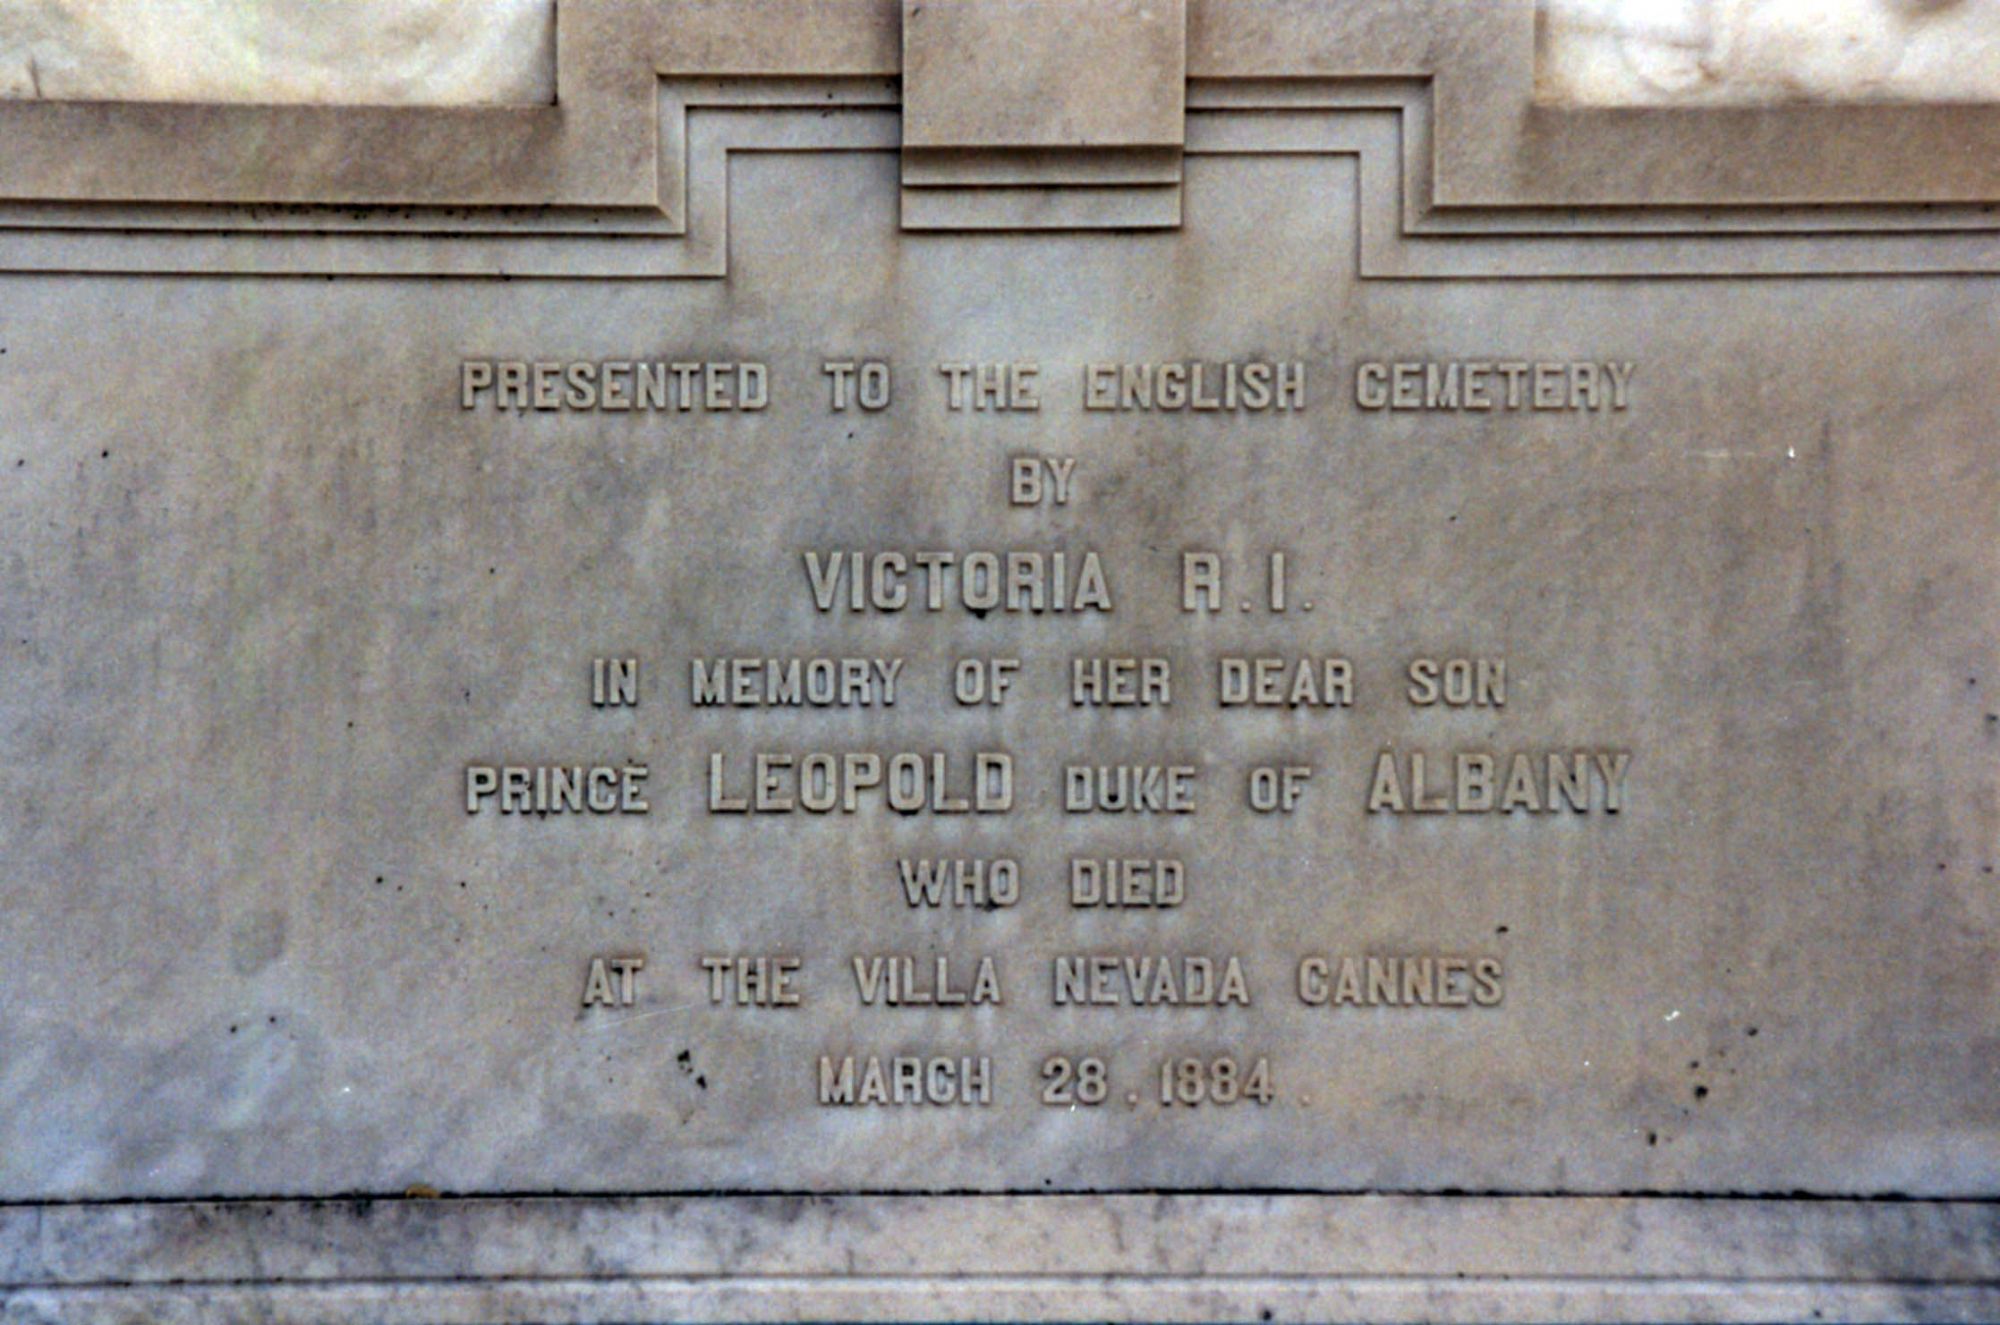 PRESENTED TO THE ENGLISH CEMETERY
BY
VICTORIA R.I.
IN MEMORY OF HER DEAR SON
PRINCE LEOPOLD DUKE OF ALBANY
WHO DIED
AT THE VILLA NEVADA CANNES
MARCH 28. 1884.